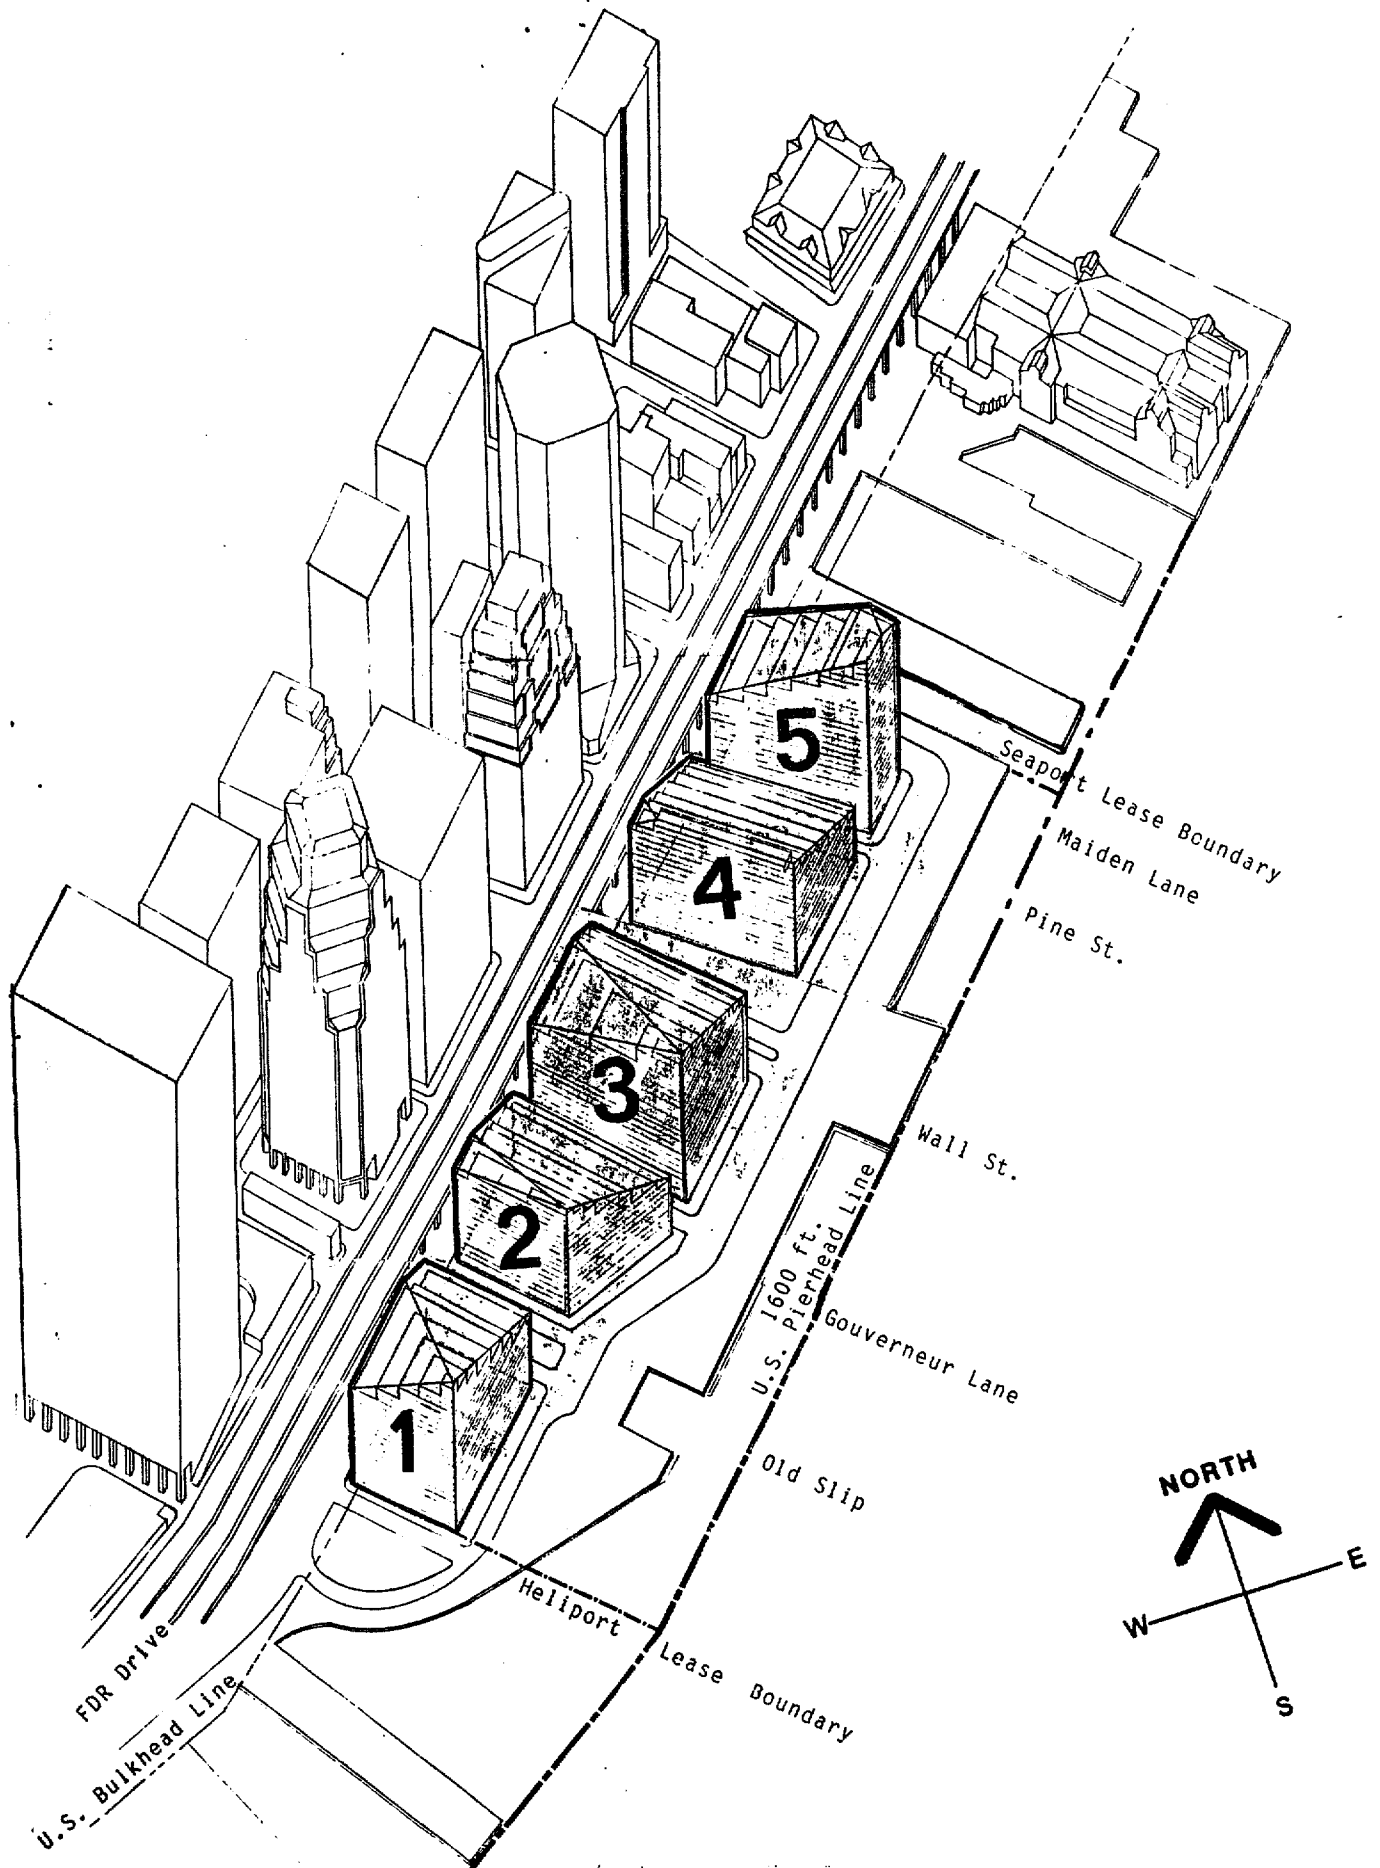 5
4
3
2
1
Seaport Lease Boundary
Maiden Lane
Pine St.
Wall St.
1600 ft.
U.S. Pierhead Line
Gouverneur Lane
Old Slip
Heliport Lease Boundary
FDR Drive
U.S. Bulkhead Line
NORTH
E
W
S